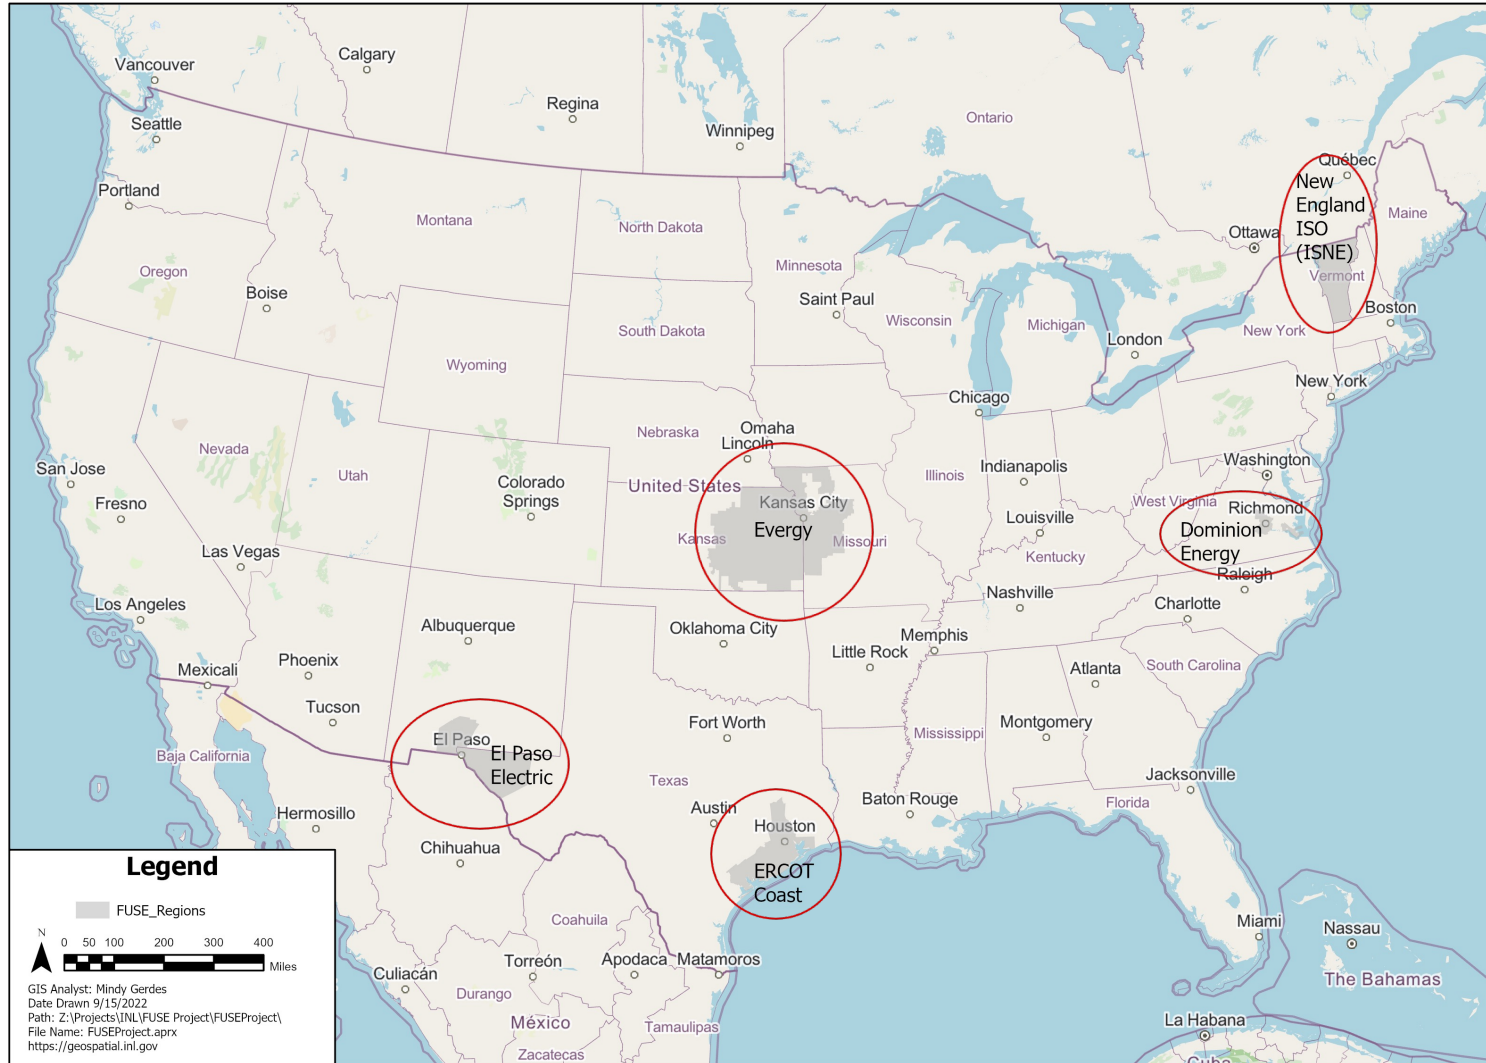 Calgary
Vancouver
Regina
Winnipeg
Ontario
Seattle
Québec
New
England
ISO
(ISNE)
Maine
Portland
Montana
North Dakota
Ottawa
Oregon
Minnesota
Vermont
Boise
Saint Paul
Boston
South Dakota
Wisconsin
Michigan
New York
London
Wyoming
New York
Chicago
Nebraska
Omaha
Lincoln
Nevada
Utah
San Jose
Colorado
Springs
United States
Illinois
Indianapolis
Washington
Fresno
Kansas City
West Virginia
Richmond
Louisville
Evergy
Kansas
Missouri
Dominion
Energy
Las Vegas
Kentucky
Raleigh
Nashville
Los Angeles
Charlotte
Albuquerque
Oklahoma City
Memphis
Little Rock
Phoenix
Mexicali
Atlanta
South Carolina
Tucson
Fort Worth
Mississippi
Montgomery
El Paso
El Paso
Electric
Baja California
Texas
Jacksonville
Austin
Baton Rouge
Florida
Hermosillo
Houston
Chihuahua
ERCOT
Coast
Legend
FUSE_Regions
Coahuila
Miami
Nassau
N
0 50 100 200 300 400
Miles
Culiacán
Torreón
Apodaca
Matamoros
The Bahamas
Durango
GIS Analyst: Mindy Gerdes
Date Drawn 9/15/2022
Path: Z:\Projects\INL\FUSE Project\FUSEProject\
File Name: FUSEProject.aprx
https://geospatial.inl.gov
México
Tamaulipas
La Habana
Zacatecas
Cuba